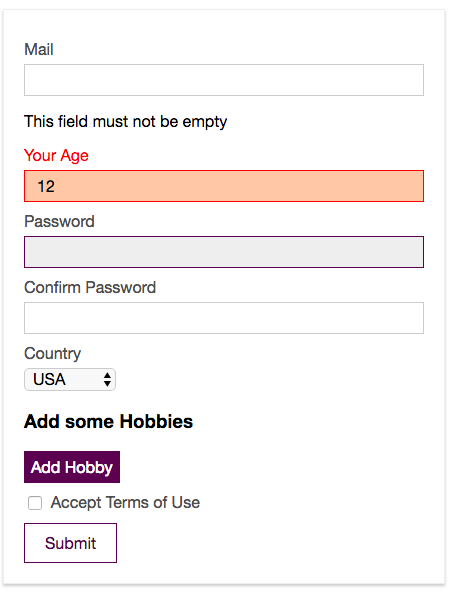 Mail
This field must not be empty
Your Age
12
Password
Confirm Password
Country
USA
Add some Hobbies
Add Hobby
Accept Terms of Use
Submit